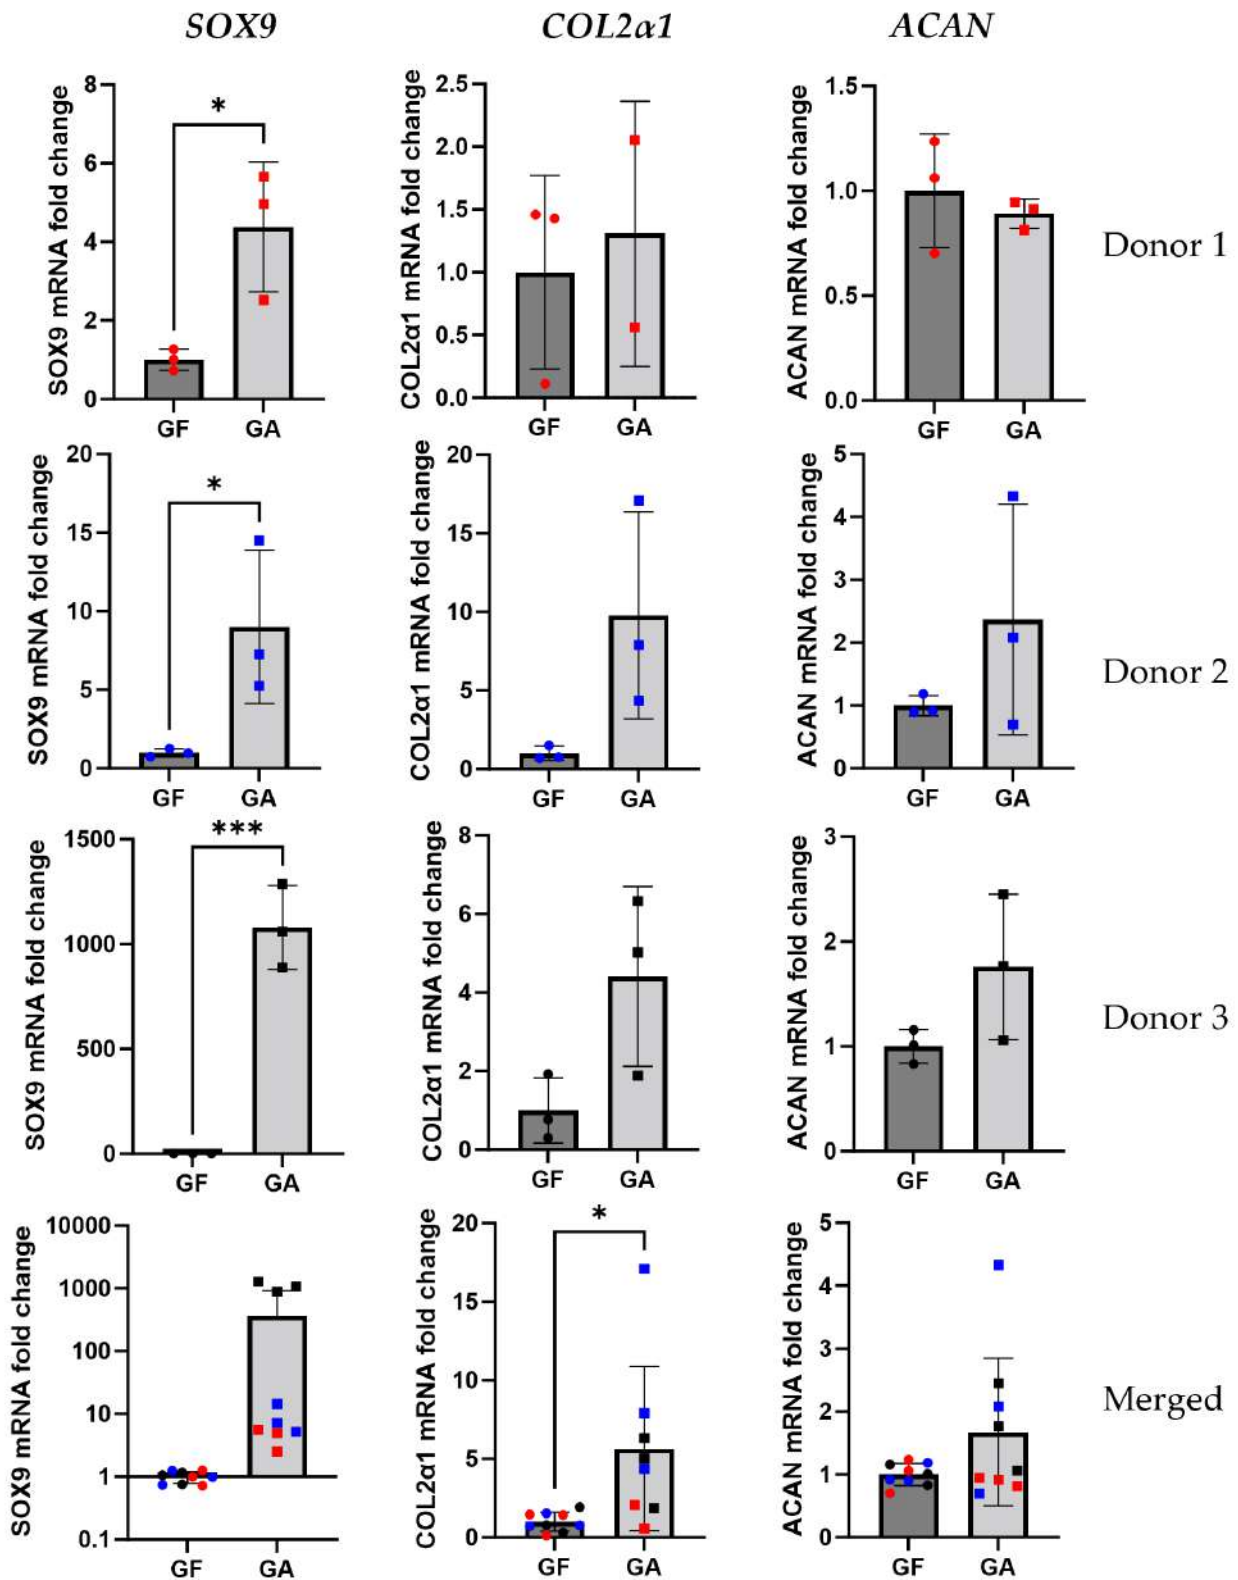 SOX9 COL2α1 ACAN
SOX9 mRNA fold change
8
6
4
2
0
*
GF GA
COL2α1 mRNA fold change
2.5
2.0
1.5
1.0
0.5
0.0
GF GA
ACAN mRNA fold change
1.5
1.0
0.5
0.0
GF GA
Donor 1
SOX9 mRNA fold change
20
15
10
5
0
*
GF GA
COL2α1 mRNA fold change
20
15
10
5
0
GF GA
ACAN mRNA fold change
5
4
3
2
1
0
GF GA
Donor 2
SOX9 mRNA fold change
1500
1000
500
0
***
GF GA
COL2α1 mRNA fold change
8
6
4
2
0
GF GA
ACAN mRNA fold change
3
2
1
0
GF GA
Donor 3
SOX9 mRNA fold change
10000
1000
100
10
1
0.1
GF GA
COL2α1 mRNA fold change
20
15
10
5
0
*
GF GA
ACAN mRNA fold change
5
4
3
2
1
0
GF GA
Merged